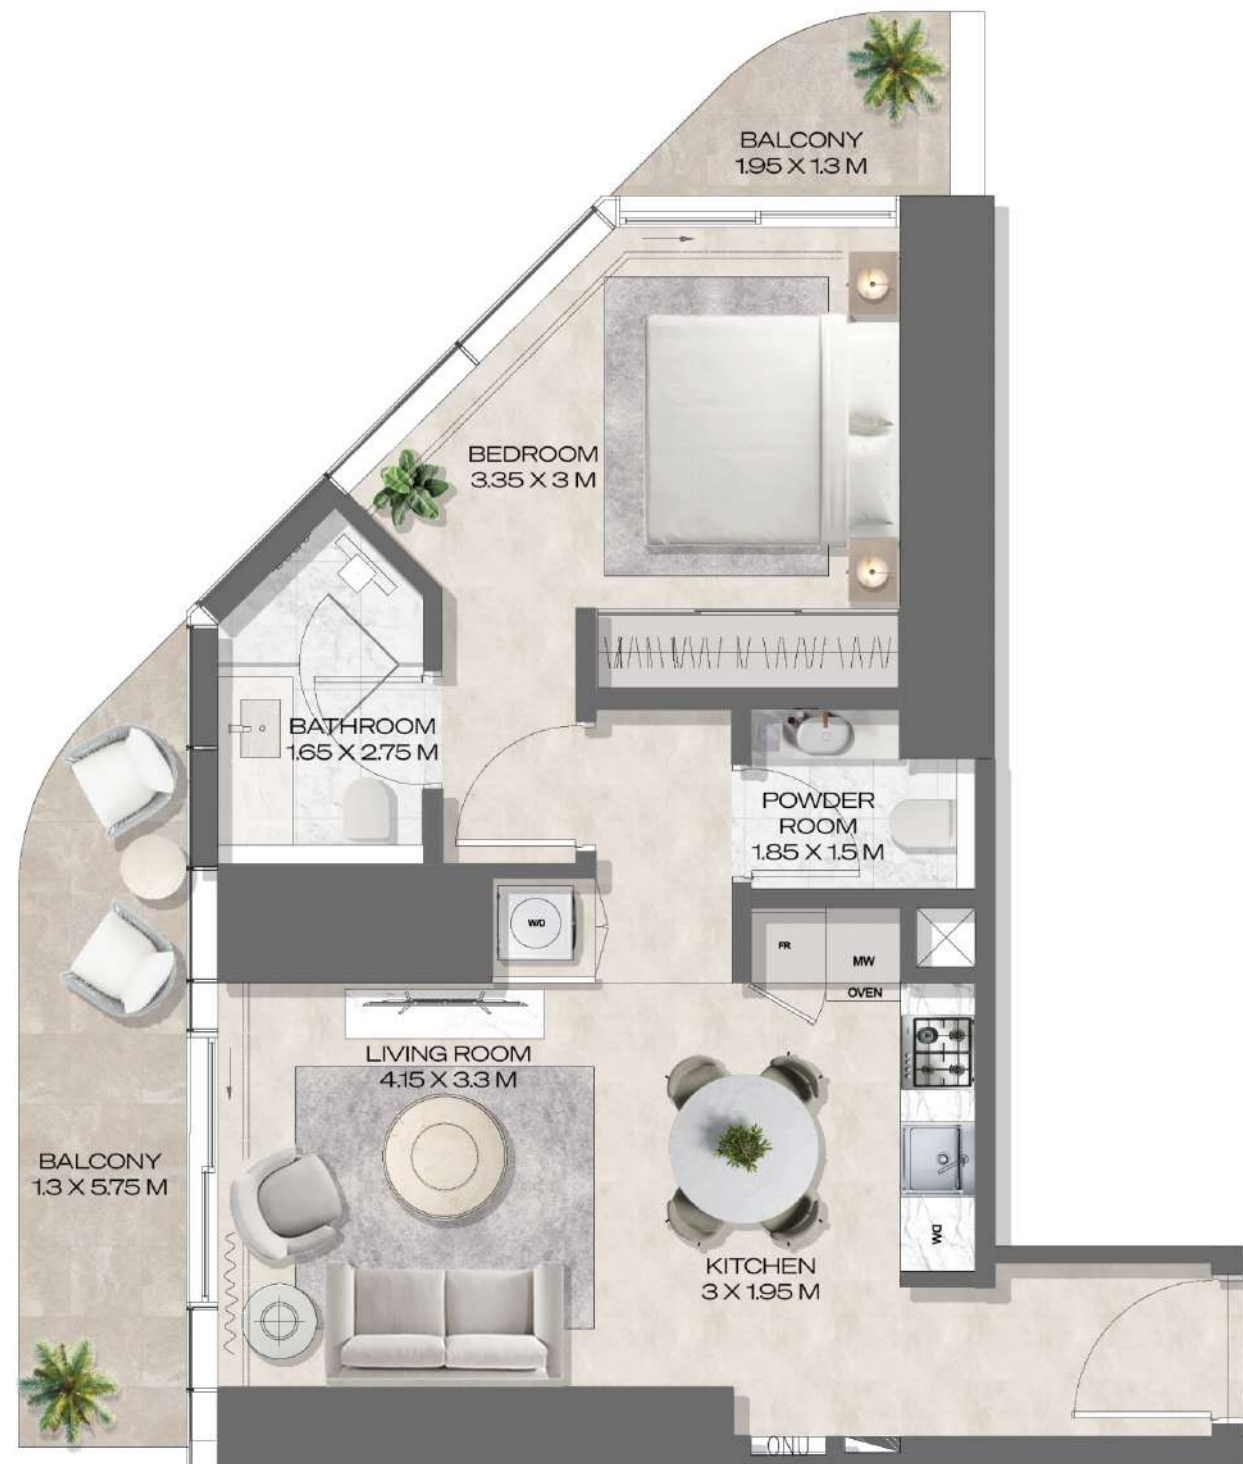 BALCONY
1.95 X 1.3 M
BEDROOM
3.35 X 3 M
BATHROOM
1.65 X 2.75 M
POWDER
ROOM
1.85 X 1.5 M
W/D
FR
MW
OVEN
LIVING ROOM
4.15 X 3.3 M
BALCONY
1.3 X 5.75 M
DW
KITCHEN
3 X 1.95 M
ONU